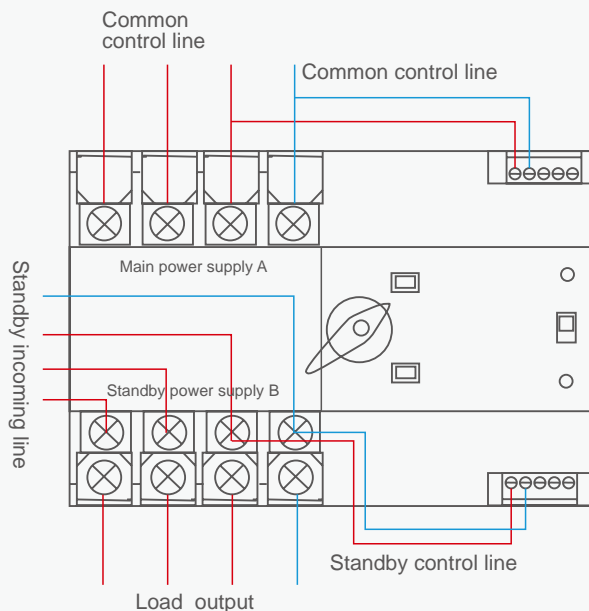 Common
control line
Common control line
Main power supply A
Standby incoming line
Standby power supply B
Standby control line
Load output